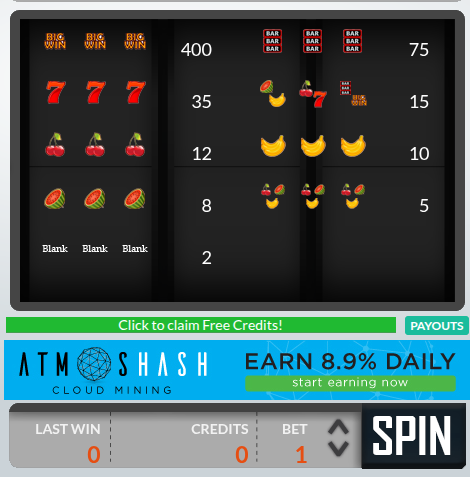 BIG WIN BIG WIN BIG WIN 400
BAR BAR BAR
BAR BAR BAR
BAR BAR BAR 75
7 7 7 35
7 BAR BAR BAR BIG WIN 15
12
10
8
5
Blank Blank Blank
2
Click to claim Free Credits!
PAYOUTS
ATMOSHASH
CLOUD MINING
EARN 8.9% DAILY
start earning now
LAST WIN CREDITS BET
0 0 1
SPIN